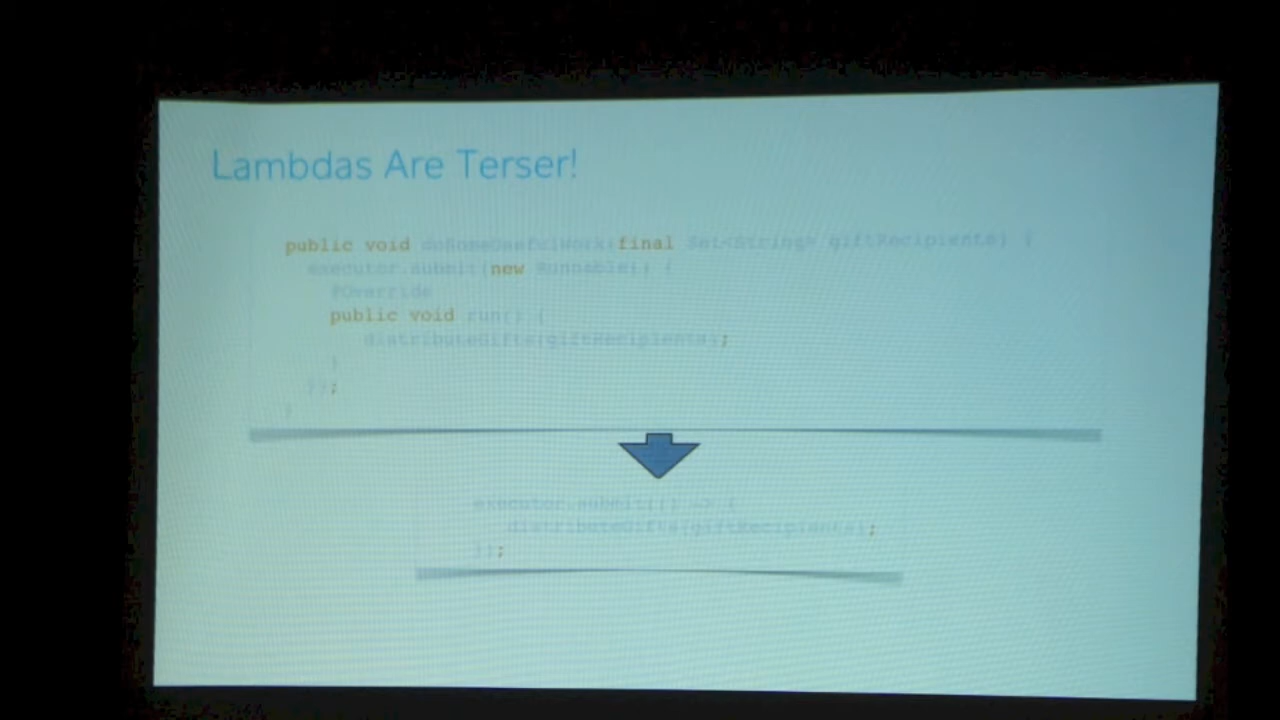 Lambdas Are Terser!
public void doSomeUsefulWork(final Set<String> giftRecipients) {
executor.submit(new Runnable() {
@Override
public void run() {
distributeGifts(giftRecipients);
}
});
}
executor.submit(() -> {
distributeGifts(giftRecipients);
});